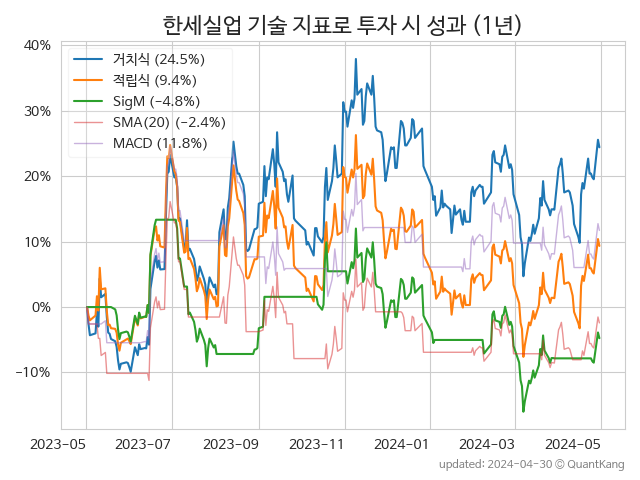 한세실업 기술 지표로 투자 시 성과 (1년)
40%
30%
20%
10%
0%
−10%
거치식 (24.5%)
적립식 (9.4%)
SigM (−4.8%)
SMA(20) (−2.4%)
MACD (11.8%)
2023-05 2023-07 2023-09 2023-11 2024-01 2024-03 2024-05
updated: 2024-04-30 © QuantKang